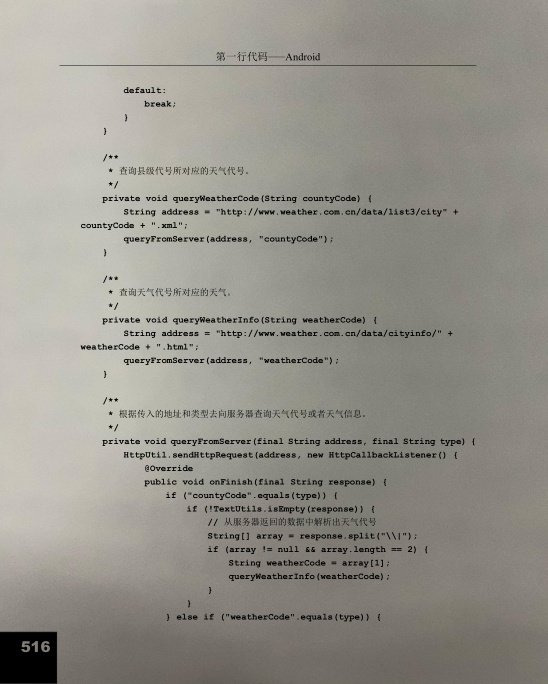 第一行代码——Android
default:
break;
}
}
/**
* 查询县级代号所对应的天气代号。
*/
private void queryWeatherCode(String countyCode) {
String address = "http://www.weather.com.cn/data/list3/city" +
countyCode + ".xml";
queryFromServer(address, "countyCode");
}
/**
* 查询天气代号所对应的天气。
*/
private void queryWeatherInfo(String weatherCode) {
String address = "http://www.weather.com.cn/data/cityinfo/" +
weatherCode + ".html";
queryFromServer(address, "weatherCode");
}
/**
* 根据传入的地址和类型去向服务器查询天气代号或者天气信息。
*/
private void queryFromServer(final String address, final String type) {
HttpUtil.sendHttpRequest(address, new HttpCallbackListener() {
@Override
public void onFinish(final String response) {
if ("countyCode".equals(type)) {
if (!TextUtils.isEmpty(response)) {
// 从服务器返回的数据中解析出天气代号
String[] array = response.split("\\|");
if (array != null && array.length == 2) {
String weatherCode = array[1];
queryWeatherInfo(weatherCode);
}
}
} else if ("weatherCode".equals(type)) {
516